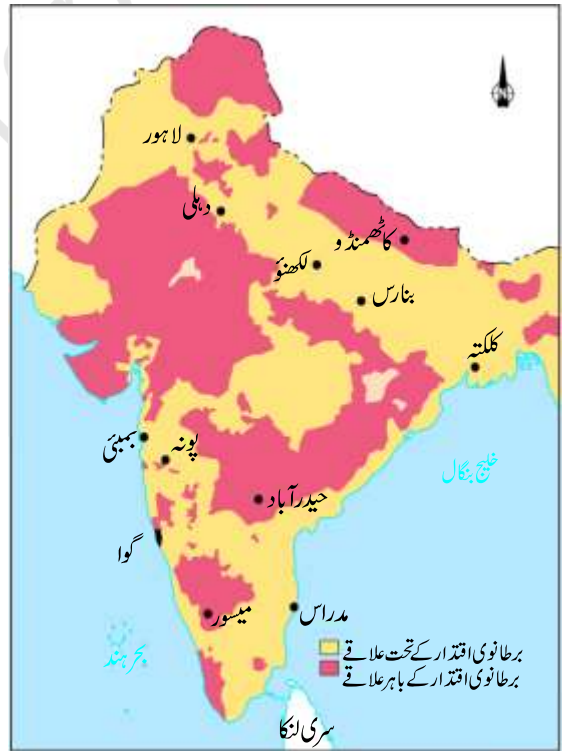 لاہور
دہلی
کاٹھمنڈو
لکھنؤ
بنارس
کلکتہ
بمبئی
پونہ
خلیج بنگال
حیدرآباد
گوا
میسور
مدراس
بحر ہند
برطانوی اقتدار کے تحت علاقے
برطانوی اقتدار کے باہر علاقے
سری لنکا